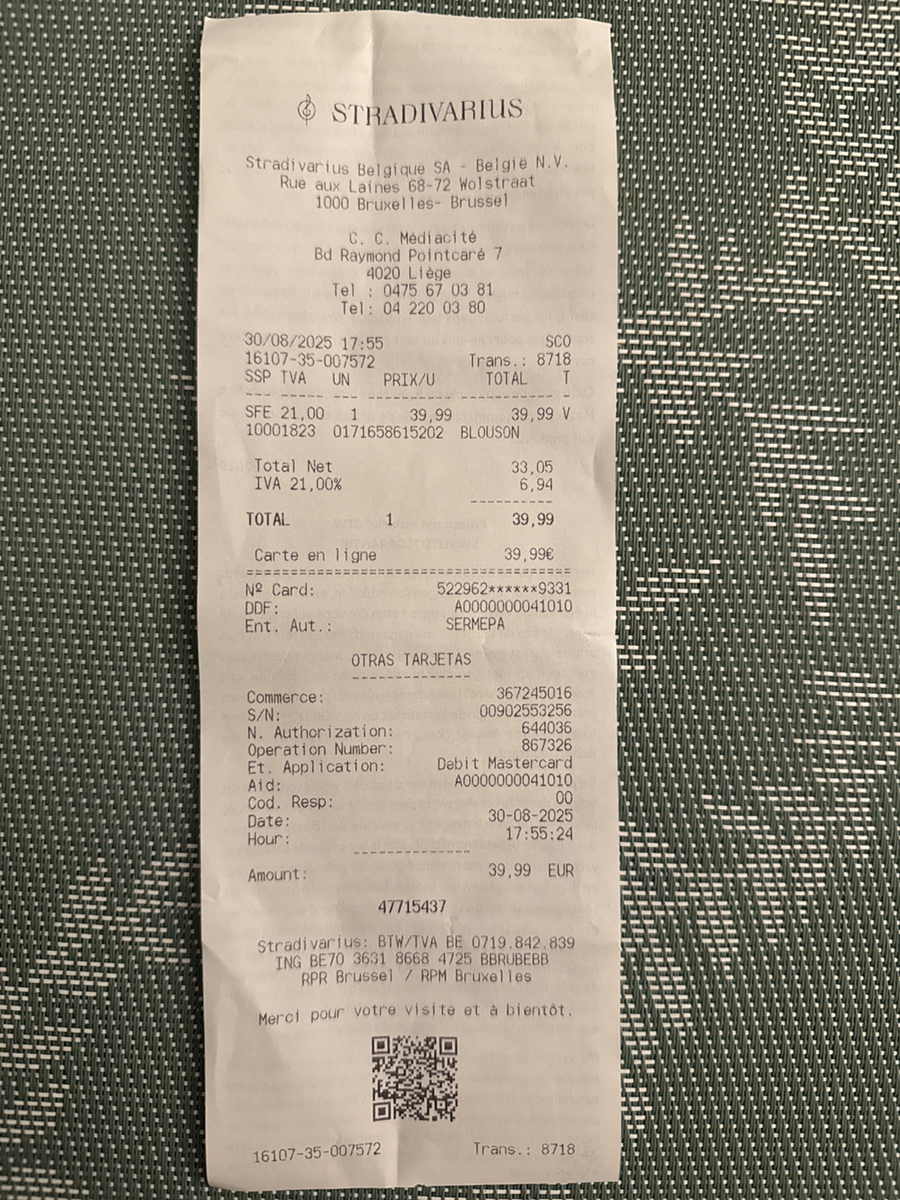 STRADIVARIUS
Stradivarius Belgique SA - België N.V.
Rue aux Laines 68-72 Wolstraat
1000 Bruxelles- Brussel
C. C. Médiacité
Bd Raymond Pointcaré 7
4020 Liège
Tel : 0475 67 03 81
Tel: 04 220 03 80
30/08/2025 17:55 SCO
16107-35-007572 Trans.: 8718
SSP TVA UN PRIX/U TOTAL T
--- ----- --- ---------- ----------- -
SFE 21,00 1 39,99 39,99 V
10001823 0171658615202 BLOUSON
Total Net 33,05
IVA 21,00% 6,94
----------
TOTAL 1 39,99
Carte en ligne 39,99€
======================================
Nº Card: 522962******9331
DDF: A0000000041010
Ent. Aut.: SERMEPA
OTRAS TARJETAS
--------------
Commerce: 367245016
S/N: 00902553256
N. Authorization: 644036
Operation Number: 867326
Et. Application: Debit Mastercard
Aid: A0000000041010
Cod. Resp: 00
Date: 30-08-2025
Hour: 17:55:24
--------------
Amount: 39,99 EUR
47715437
Stradivarius: BTW/TVA BE 0719.842.839
ING BE70 3631 8668 4725 BBRUBEBB
RPR Brussel / RPM Bruxelles
Merci pour votre visite et à bientôt.
16107-35-007572 Trans.: 8718